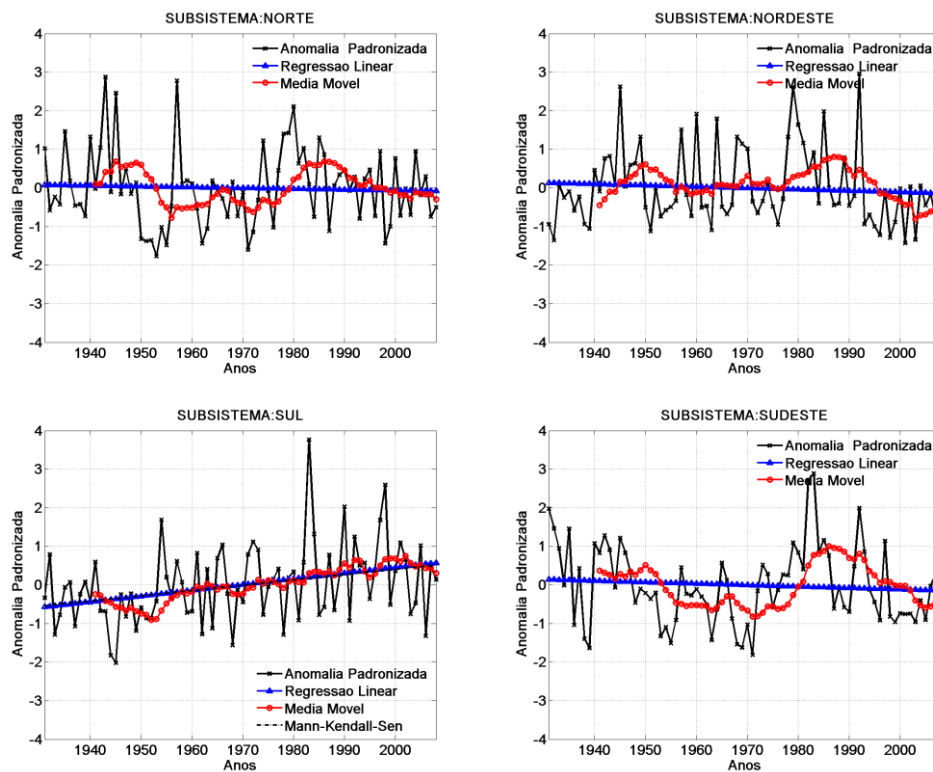 SUBSISTEMA:NORTE
Anomalia Padronizada
4
3
2
1
0
-1
-2
-3
-4
Anomalia Padronizada
Regressao Linear
Media Movel
1940 1950 1960 1970 1980 1990 2000
Anos
SUBSISTEMA:NORDESTE
Anomalia Padronizada
4
3
2
1
0
-1
-2
-3
-4
Anomalia Padronizada
Regressao Linear
Media Movel
1940 1950 1960 1970 1980 1990 2000
Anos
SUBSISTEMA:SUL
Anomalia Padronizada
4
3
2
1
0
-1
-2
-3
-4
Anomalia Padronizada
Regressao Linear
Media Movel
Mann-Kendall-Sen
1940 1950 1960 1970 1980 1990 2000
Anos
SUBSISTEMA:SUDESTE
Anomalia Padronizada
4
3
2
1
0
-1
-2
-3
-4
Anomalia Padronizada
Regressao Linear
Media Movel
1940 1950 1960 1970 1980 1990 2000
Anos